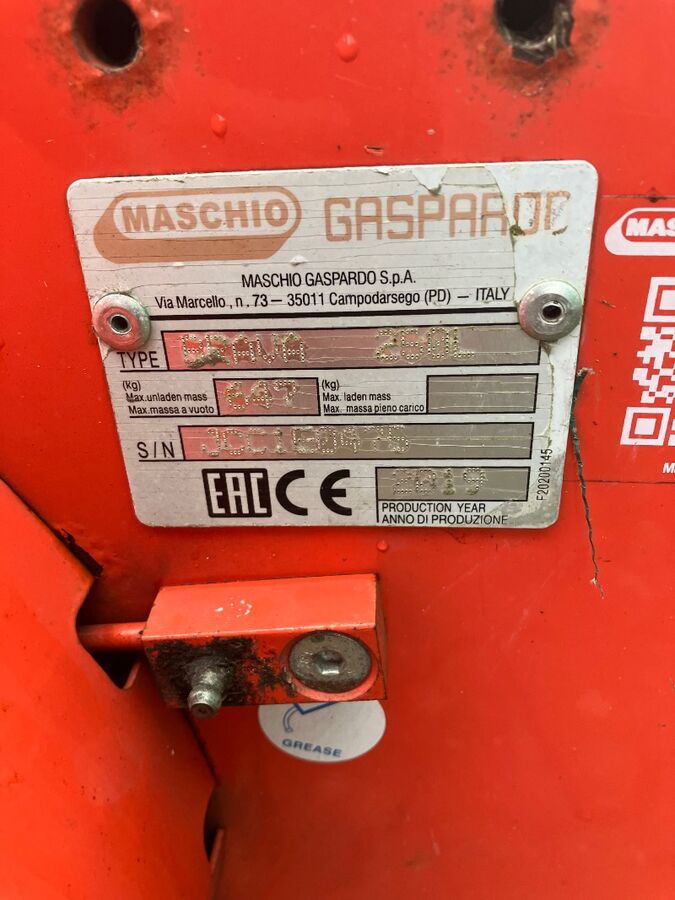 MASCHIO GASPARDO
MASCHIO GASPARDO S.p.A.
Via Marcello , n . 73 – 35011 Campodarsego (PD) – ITALY
TYPE BRAVA 250L
(kg)
Max.unladen mass
Max.massa a vuoto
647
(kg)
Max. laden mass
Max. massa pieno carico
S/N
EAC CE 2019
PRODUCTION YEAR
ANNO DI PRODUZIONE
F20200145
GREASE